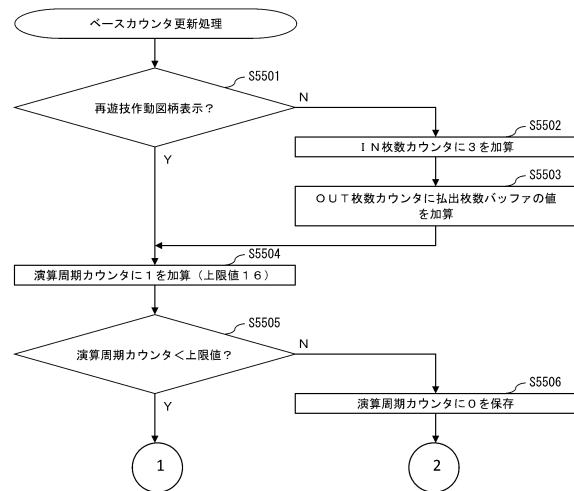 ベースカウンタ更新処理
S5501
再遊技作動図柄表示？
N
Y
S5502
ＩＮ枚数カウンタに３を加算
S5503
ＯＵＴ枚数カウンタに払出枚数バッファの値
を加算
S5504
演算周期カウンタに１を加算（上限値１６）
S5505
演算周期カウンタ＜上限値？
N
Y
S5506
演算周期カウンタに０を保存
1
2